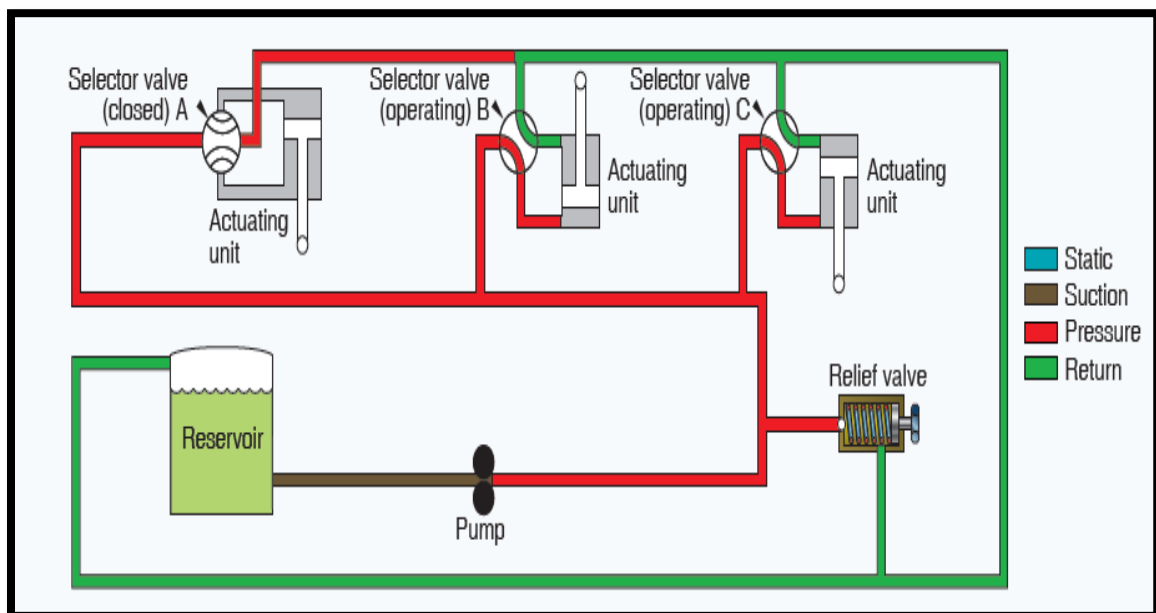 Selector valve
(closed) A
Selector valve
(operating) B
Selector valve
(operating) C
Actuating
unit
Actuating
unit
Actuating
unit
Static
Suction
Pressure
Return
Relief valve
Reservoir
Pump